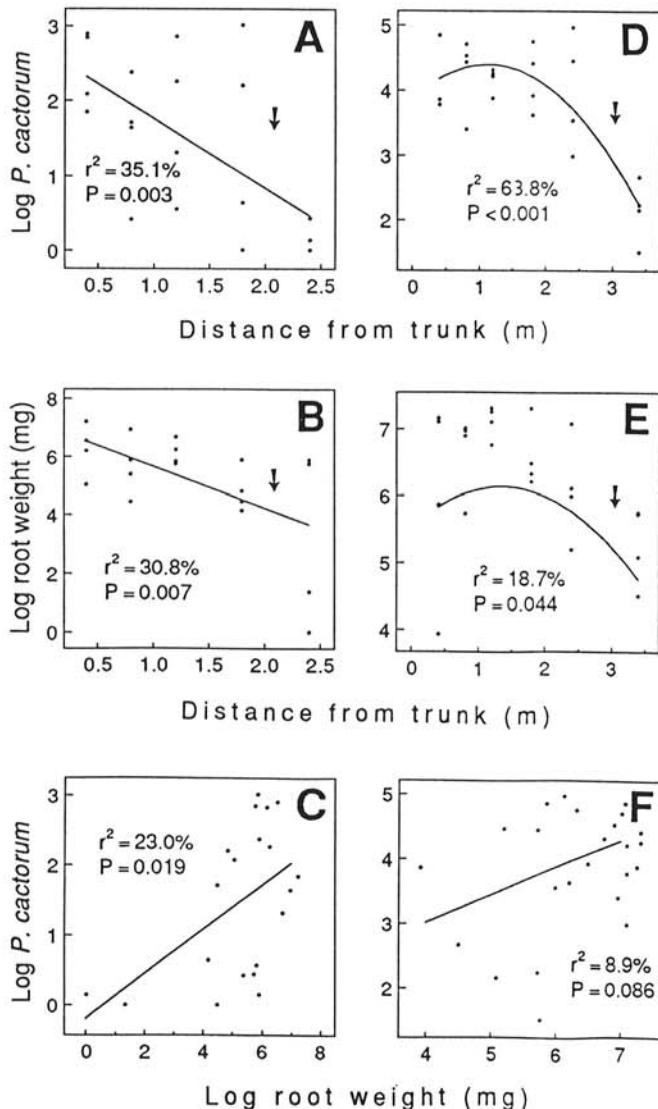 A
Log P. cactorum
3
2
1
0
r² = 35.1%
P = 0.003
0.5 1.0 1.5 2.0 2.5
D
5
4
3
2
r² = 63.8%
P < 0.001
0 1 2 3
Distance from trunk (m)
B
Log root weight (mg)
8
6
4
2
0
r² = 30.8%
P = 0.007
0.5 1.0 1.5 2.0 2.5
E
7
6
5
4
r² = 18.7%
P = 0.044
0 1 2 3
Distance from trunk (m)
C
Log P. cactorum
3
2
1
0
r² = 23.0%
P = 0.019
0 2 4 6 8
F
5
4
3
2
r² = 8.9%
P = 0.086
4 5 6 7
Log root weight (mg)